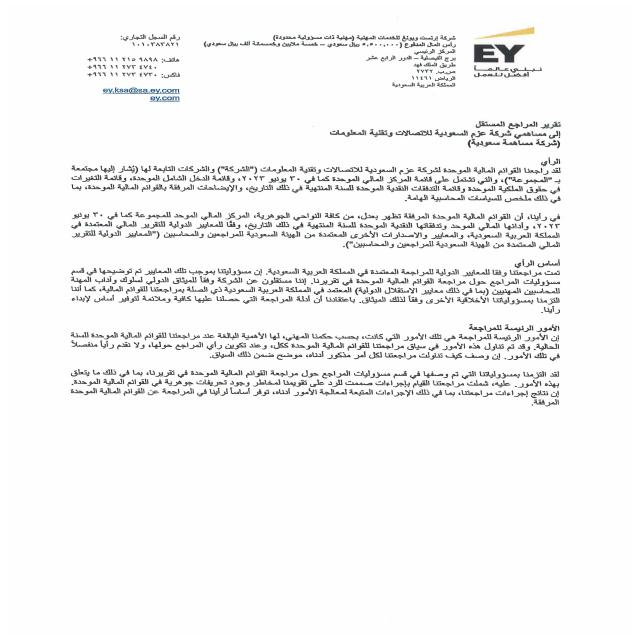 شركة إرنست ويونغ للخدمات المهنية (مهنية ذات مسؤولية محدودة)
رأس المال المدفوع (٥,٥٠٠,٠٠٠ ريال سعودي – خمسة ملايين وخمسمائة ألف ريال سعودي)
المركز الرئيسي
برج الفيصلية – الدور الرابع عشر
طريق الملك فهد
ص.ب. ٢٧٣٢
الرياض ١١٤٦١
المملكة العربية السعودية
رقم السجل التجاري:
١٠١٠٣٨٣٨٢١
هاتف: ٩٨٩٨ ٢١٥ ١١ ٩٦٦+
٤٧٤٠ ٢٧٣ ١١ ٩٦٦+
فاكس: ٤٧٣٠ ٢٧٣ ١١ ٩٦٦+
ey.ksa@sa.ey.com
ey.com
EY
نبني عالماً
أفضل للعمل
تقرير المراجع المستقل
إلى مساهمي شركة عزم السعودية للاتصالات وتقنية المعلومات
(شركة مساهمة سعودية)
الرأي
لقد راجعنا القوائم المالية الموحدة لشركة عزم السعودية للاتصالات وتقنية المعلومات ("الشركة") والشركات التابعة لها (يُشار إليها مجتمعة
بـ "المجموعة")، والتي تشتمل على قائمة المركز المالي الموحدة كما في ٣٠ يونيو ٢٠٢٣، وقائمة الدخل الشامل الموحدة، وقائمة التغيرات
في حقوق الملكية الموحدة وقائمة التدفقات النقدية الموحدة للسنة المنتهية في ذلك التاريخ، والإيضاحات المرفقة بالقوائم المالية الموحدة، بما
في ذلك ملخص للسياسات المحاسبية الهامة.
في رأينا، أن القوائم المالية الموحدة المرفقة تظهر بعدل، من كافة النواحي الجوهرية، المركز المالي الموحد للمجموعة كما في ٣٠ يونيو
٢٠٢٣، وأدائها المالي الموحد وتدفقاتها النقدية الموحدة للسنة المنتهية في ذلك التاريخ، وفقًا للمعايير الدولية للتقرير المالي المعتمدة في
المملكة العربية السعودية، والمعايير والإصدارات الأخرى المعتمدة من الهيئة السعودية للمراجعين والمحاسبين ("المعايير الدولية للتقرير
المالي المعتمدة من الهيئة السعودية للمراجعين والمحاسبين").
أساس الرأي
تمت مراجعتنا وفقًا للمعايير الدولية للمراجعة المعتمدة في المملكة العربية السعودية. إن مسؤوليتنا بموجب تلك المعايير تم توضيحها في قسم
مسؤوليات المراجع حول مراجعة القوائم المالية الموحدة في تقريرنا. إننا مستقلون عن الشركة وفقاً للميثاق الدولي لسلوك وآداب المهنة
للمحاسبين المهنيين (بما في ذلك معايير الاستقلال الدولية) المعتمد في المملكة العربية السعودية ذي الصلة بمراجعتنا للقوائم المالية، كما أننا
التزمنا بمسؤولياتنا الأخلاقية الأخرى وفقاً لذلك الميثاق. باعتقادنا أن أدلة المراجعة التي حصلنا عليها كافية وملائمة لتوفير أساس لإبداء
رأينا.
الأمور الرئيسة للمراجعة
إن الأمور الرئيسة للمراجعة هي تلك الأمور التي كانت، بحسب حكمنا المهني، لها الأهمية البالغة عند مراجعتنا للقوائم المالية الموحدة للسنة
الحالية. وقد تم تناول هذه الأمور في سياق مراجعتنا للقوائم المالية الموحدة ككل، وعند تكوين رأي المراجع حولها، ولا نقدم رأياً منفصلاً
في تلك الأمور. إن وصف كيف تناولت مراجعتنا لكل أمر مذكور أدناه، موضح ضمن ذلك السياق.
لقد التزمنا بمسؤولياتنا التي تم وصفها في قسم مسؤوليات المراجع حول مراجعة القوائم المالية الموحدة في تقريرنا، بما في ذلك ما يتعلق
بهذه الأمور. عليه، شملت مراجعتنا القيام بإجراءات صممت للرد على تقويمنا لمخاطر وجود تحريفات جوهرية في القوائم المالية الموحدة.
إن نتائج إجراءات مراجعتنا، بما في ذلك الإجراءات المتبعة لمعالجة الأمور أدناه، توفر أساساً لرأينا في المراجعة عن القوائم المالية الموحدة
المرفقة.